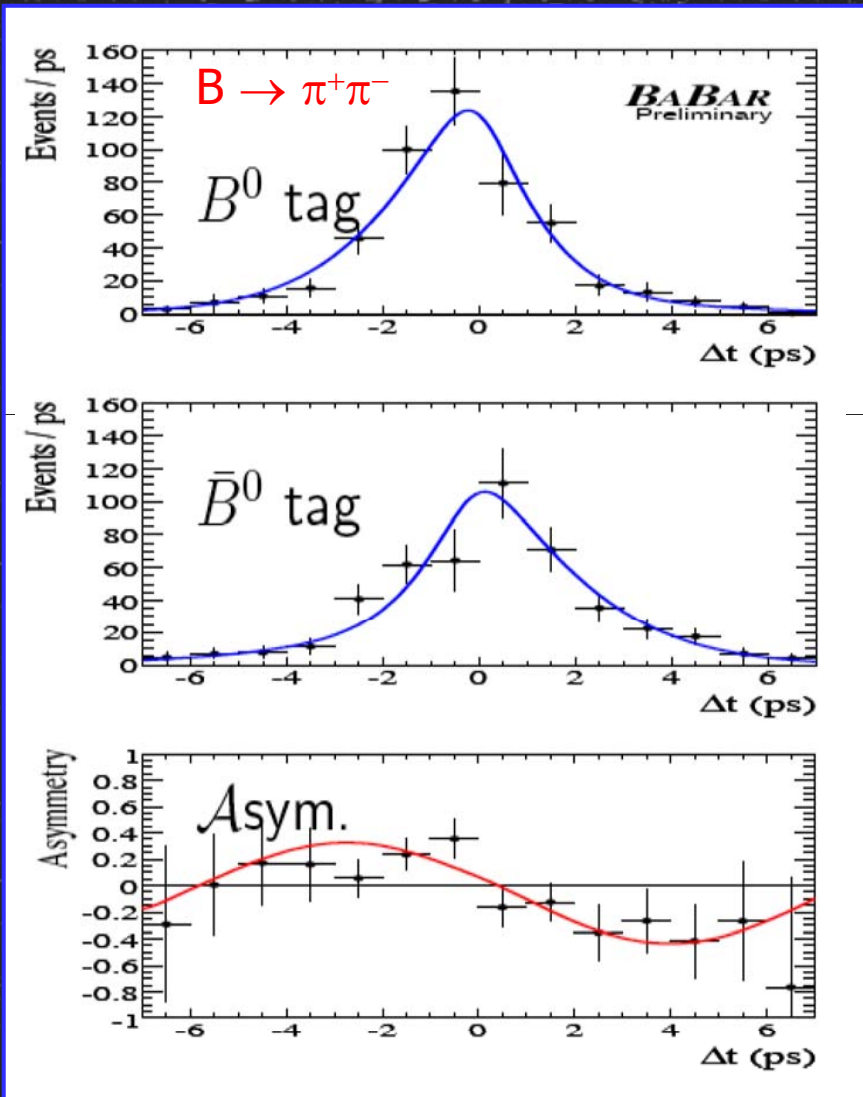 Events / ps
160
140
120
100
80
60
40
20
0
B → π⁺π⁻
BABAR
Preliminary
B⁰ tag
-6 -4 -2 0 2 4 6
Δt (ps)
Events / ps
160
140
120
100
80
60
40
20
0
B̄⁰ tag
-6 -4 -2 0 2 4 6
Δt (ps)
Asymmetry
1
0.8
0.6
0.4
0.2
0
-0.2
-0.4
-0.6
-0.8
-1
Asym.
-6 -4 -2 0 2 4 6
Δt (ps)